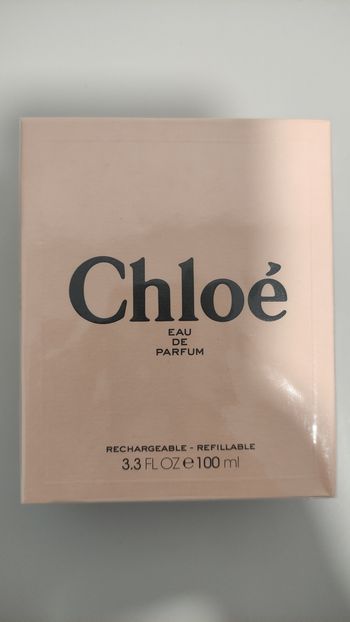 Chloé
EAU
DE
PARFUM
RECHARGEABLE - REFILLABLE
3.3 FL OZ ℮ 100 ml